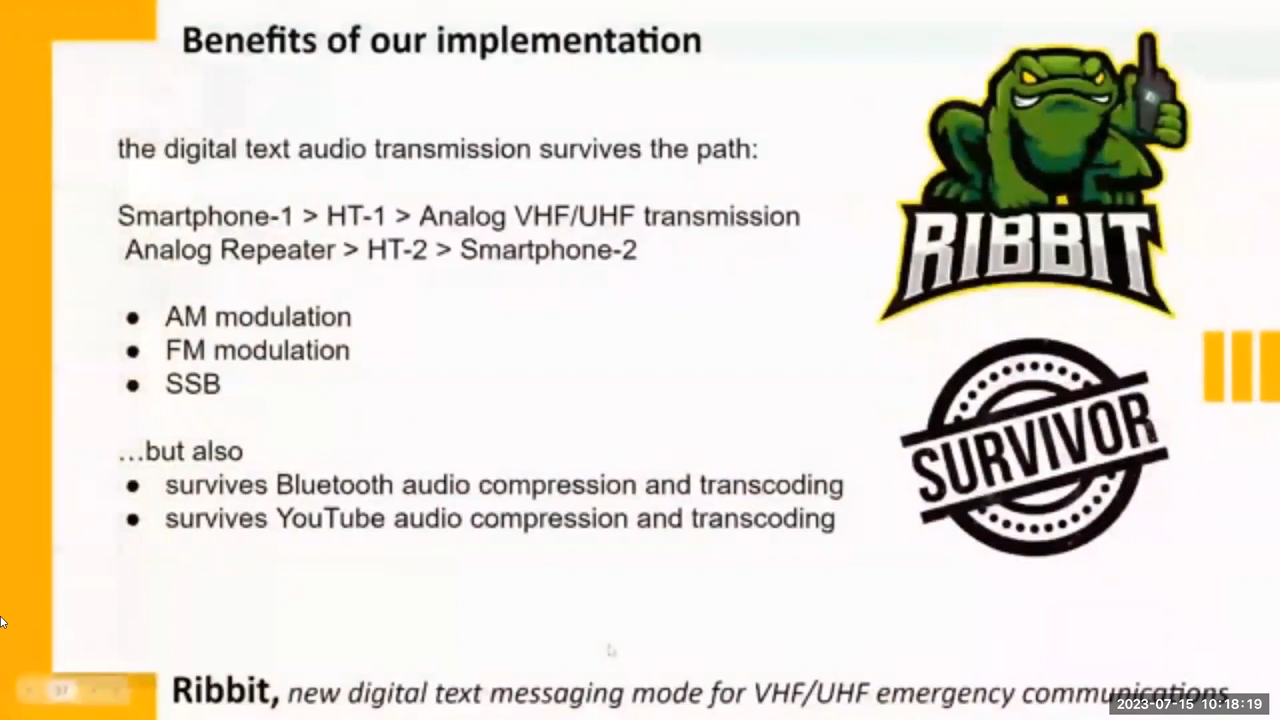 Benefits of our implementation
the digital text audio transmission survives the path:
Smartphone-1 > HT-1 > Analog VHF/UHF transmission
Analog Repeater > HT-2 > Smartphone-2
● AM modulation
● FM modulation
● SSB
…but also
● survives Bluetooth audio compression and transcoding
● survives YouTube audio compression and transcoding
RIBBIT
SURVIVOR
Ribbit, new digital text messaging mode for VHF/UHF emergency communications
2023-07-15 10:18:19